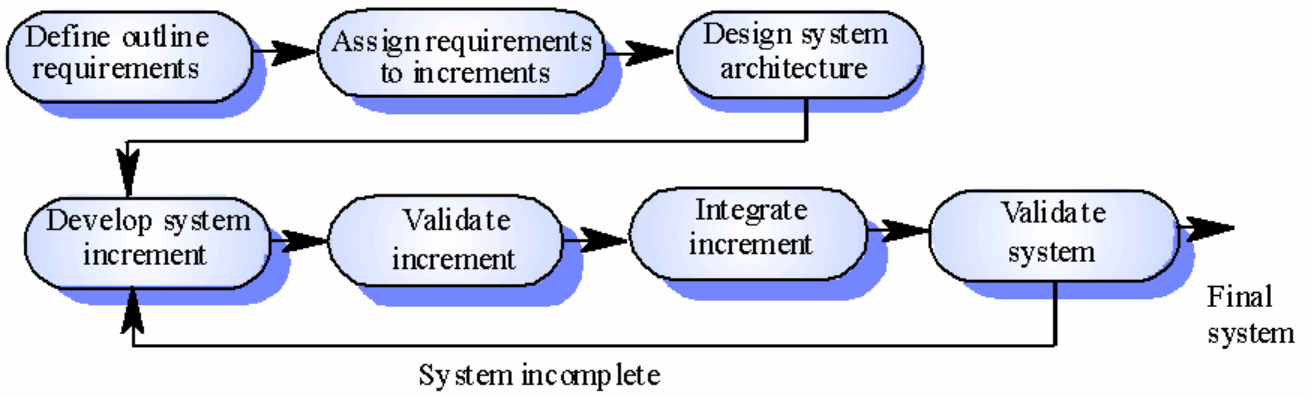 Define outline
requirements
Assign requirements
to increments
Design system
architecture
Develop system
increment
Validate
increment
Integrate
increment
Validate
system
Final
system
System incomplete